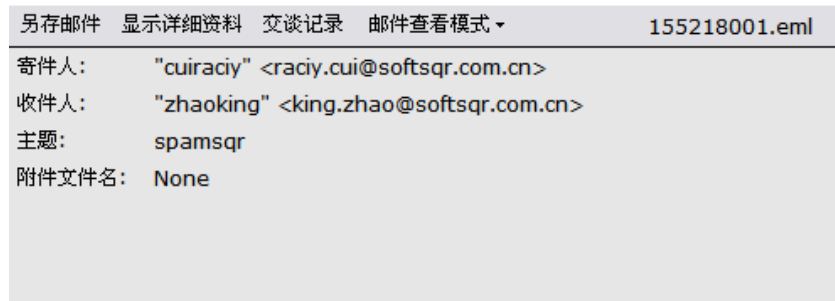 另存邮件 显示详细资料 交谈记录 邮件查看模式 155218001.eml
寄件人: "cuiraciy" <raciy.cui@softsqr.com.cn>
收件人: "zhaoking" <king.zhao@softsqr.com.cn>
主题: spamsqr
附件文件名: None